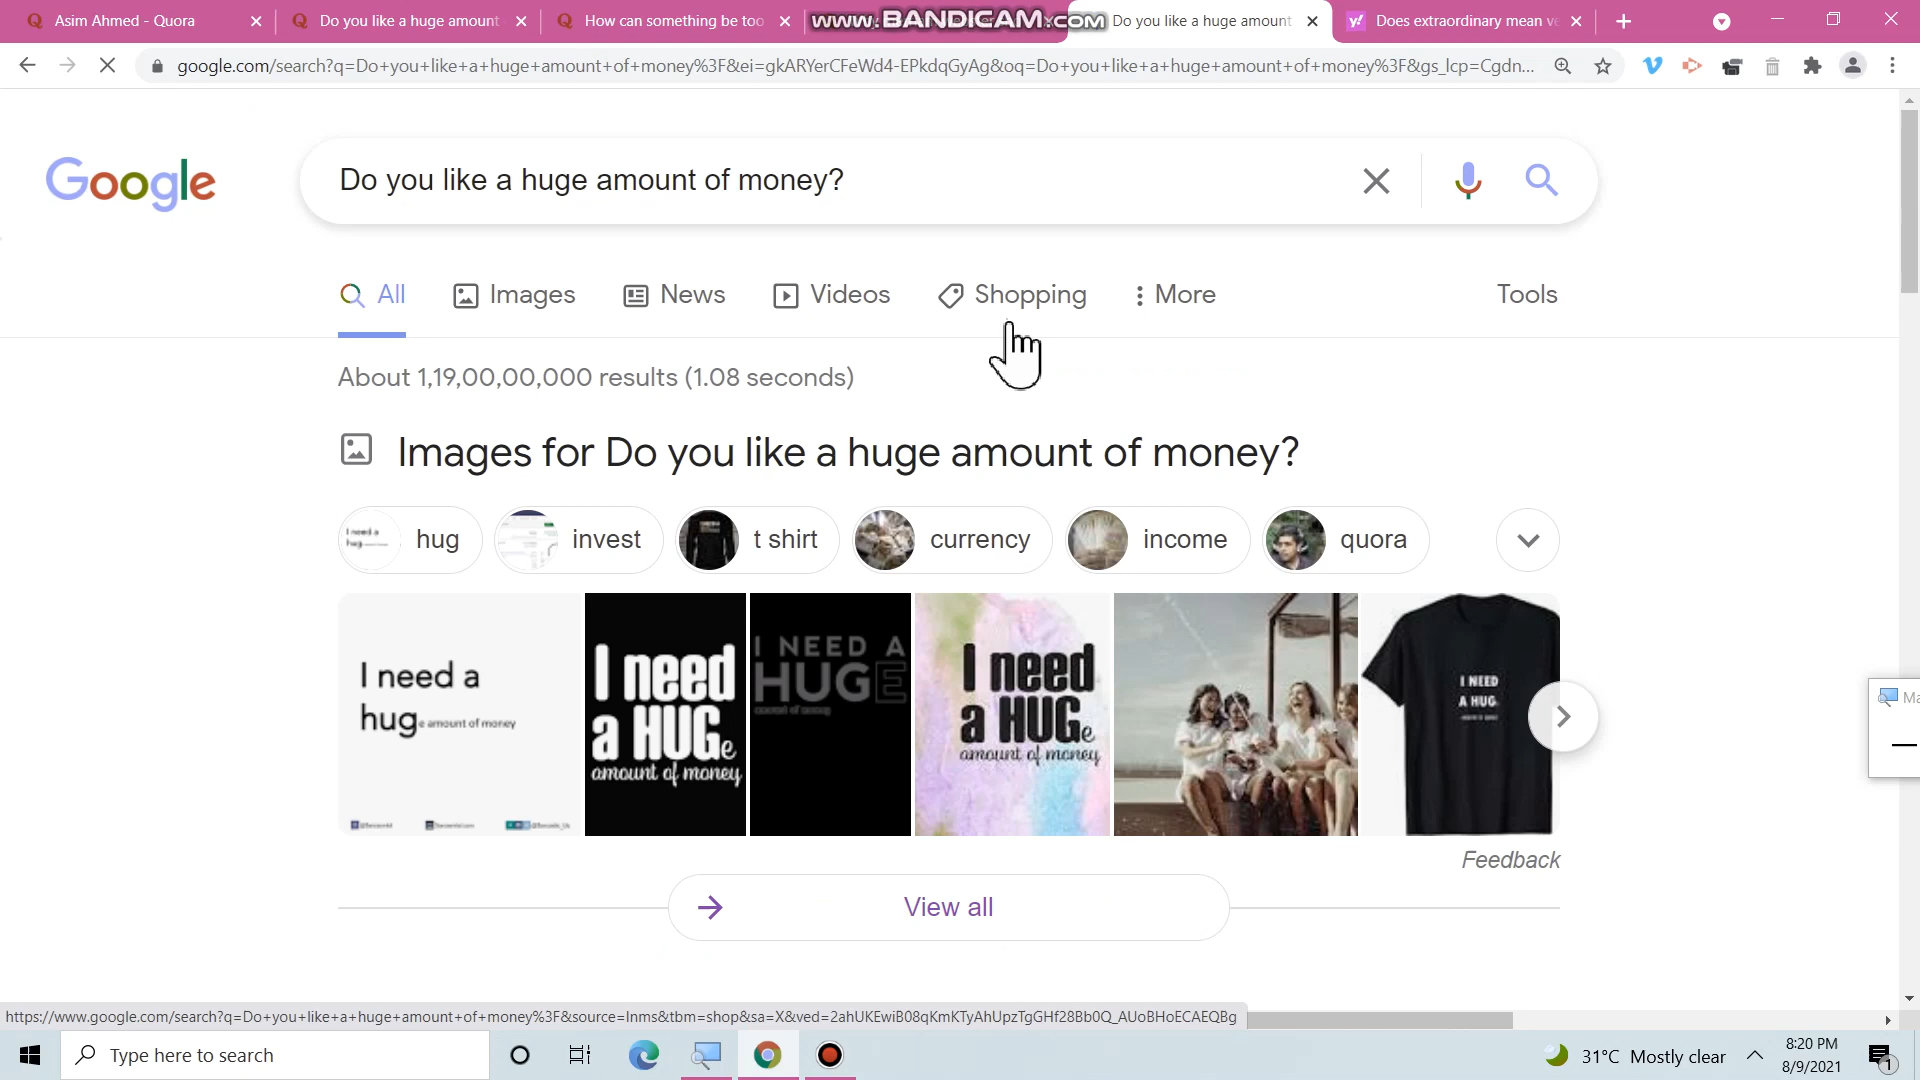 Asim Ahmed - Quora
Do you like a huge amount
How can something be too
www.BANDICAM.com
Do you like a huge amount
Does extraordinary mean ve
google.com/search?q=Do+you+like+a+huge+amount+of+money%3F&ei=gkARYerCFeWd4-EPkdqGyAg&oq=Do+you+like+a+huge+amount+of+money%3F&gs_lcp=Cgdn...
Google
Do you like a huge amount of money?
All
Images
News
Videos
Shopping
More
Tools
About 1,19,00,00,000 results (1.08 seconds)
Images for Do you like a huge amount of money?
hug
invest
t shirt
currency
income
quora
I need a
huge amount of money
I need
a HUGe
amount of money
I NEED A
HUGE
amount of money
I need
a HUGe
amount of money
I NEED
A HUG
Feedback
View all
Ma
https://www.google.com/search?q=Do+you+like+a+huge+amount+of+money%3F&source=lnms&tbm=shop&sa=X&ved=2ahUKEwiB08qKmKTyAhUpzTgGHf28Bb0Q_AUoBHoECAEQBg
Type here to search
31°C Mostly clear
8:20 PM
8/9/2021
1